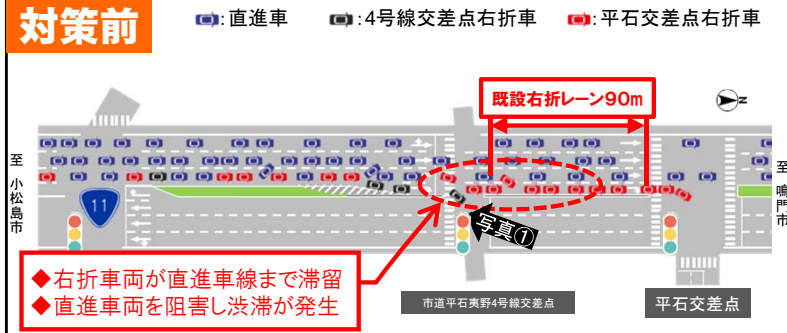 対策前
:直進車
:4号線交差点右折車
:平石交差点右折車
既設右折レーン90m
N
至 小松島市
至 鳴門市
11
写真①
◆右折車両が直進車線まで滞留
◆直進車両を阻害し渋滞が発生
市道平石夷野4号線交差点
平石交差点